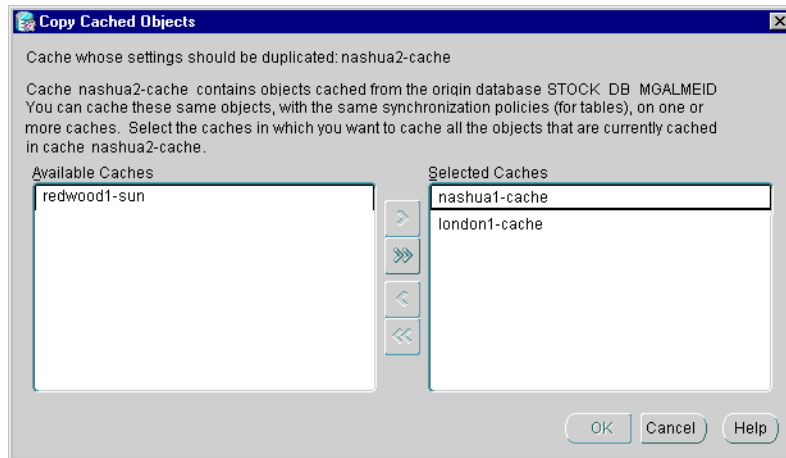 Copy Cached Objects
Cache whose settings should be duplicated: nashua2-cache
Cache nashua2-cache contains objects cached from the origin database STOCK DB MGALMEID
You can cache these same objects, with the same synchronization policies (for tables), on one or
more caches. Select the caches in which you want to cache all the objects that are currently cached
in cache nashua2-cache.
Available Caches
redwood1-sun
Selected Caches
nashua1-cache
london1-cache
OK Cancel Help